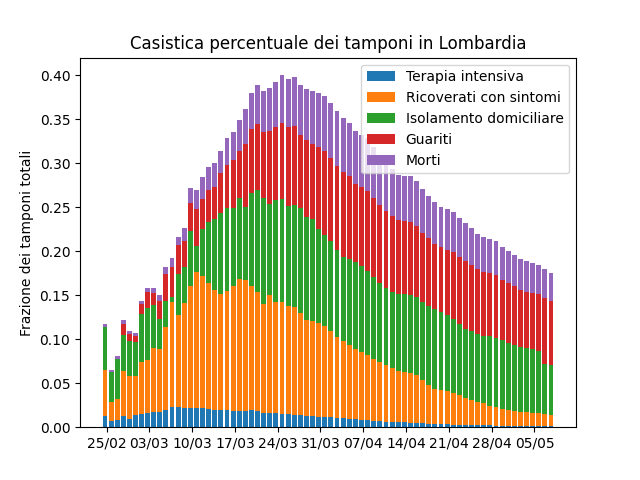 Casistica percentuale dei tamponi in Lombardia
Frazione dei tamponi totali
0.40
0.35
0.30
0.25
0.20
0.15
0.10
0.05
0.00
Terapia intensiva
Ricoverati con sintomi
Isolamento domiciliare
Guariti
Morti
25/02 03/03 10/03 17/03 24/03 31/03 07/04 14/04 21/04 28/04 05/05